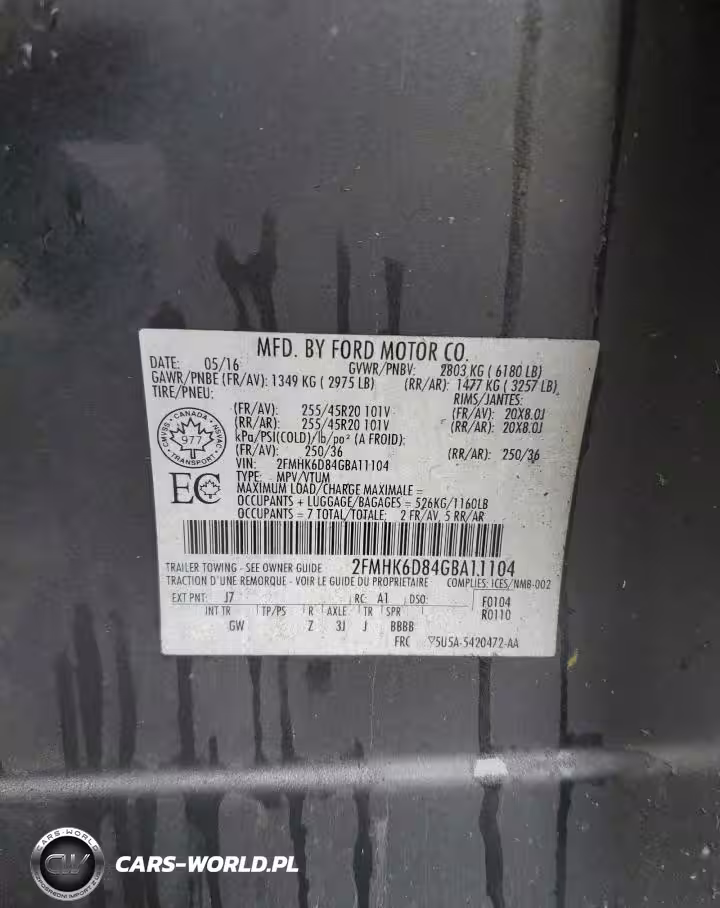 MFD. BY FORD MOTOR CO.
DATE: 05/16 GVWR/PNBV: 2803 KG ( 6180 LB)
GAWR/PNBE (FR/AV): 1349 KG ( 2975 LB) (RR/AR): 1477 KG ( 3257 LB)
TIRE/PNEU: RIMS/JANTES:
(FR/AV): 255/45R20 101V (FR/AV): 20X8.0J
(RR/AR): 255/45R20 101V (RR/AR): 20X8.0J
kPa/PSI(COLD)/lb/po² (A FROID):
(FR/AV): 250/36 (RR/AR): 250/36
CANADA
CMVSS NSVAC
977
TRANSPORT
VIN: 2FMHK6D84GBA11104
TYPE: MPV/VTUM
EC
MAXIMUM LOAD/CHARGE MAXIMALE =
OCCUPANTS + LUGGAGE/BAGAGES = 526KG/1160LB
OCCUPANTS = 7 TOTAL/TOTALE; 2 FR/AV, 5 RR/AR
TRAILER TOWING - SEE OWNER GUIDE 2FMHK6D84GBA11104
TRACTION D'UNE REMORQUE - VOIR LE GUIDE DU PROPRIETAIRE COMPLIES: ICES/NMB-002
EXT PNT: J7 RC: A1 DSO: F0104
INT TR TP/PS R AXLE TR SPR R0110
GW Z 3J J BBBB
FRC 5U5A-5420472-AA
CARS-WORLD
CW
CARS-WORLD.PL